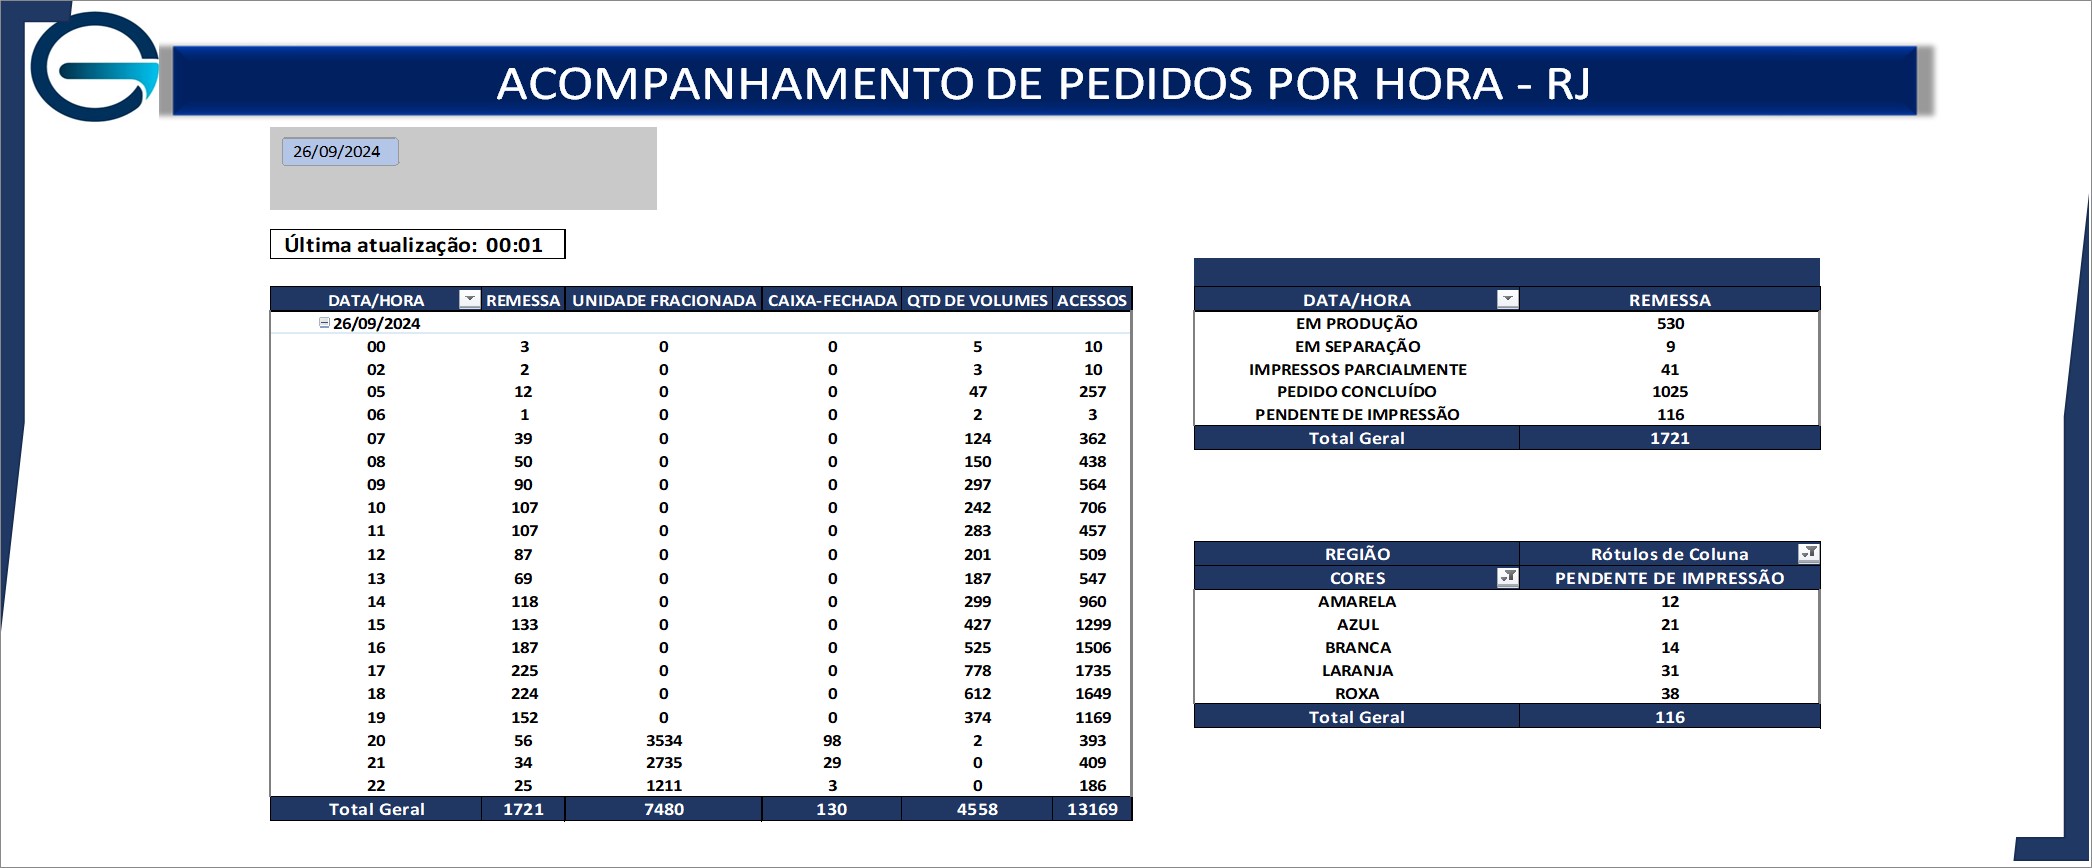 ACOMPANHAMENTO DE PEDIDOS POR HORA - RJ
26/09/2024
Última atualização: 00:01
DATA/HORA REMESSA UNIDADE FRACIONADA CAIXA-FECHADA QTD DE VOLUMES ACESSOS
26/09/2024
00 3 0 0 5 10
02 2 0 0 3 10
05 12 0 0 47 257
06 1 0 0 2 3
07 39 0 0 124 362
08 50 0 0 150 438
09 90 0 0 297 564
10 107 0 0 242 706
11 107 0 0 283 457
12 87 0 0 201 509
13 69 0 0 187 547
14 118 0 0 299 960
15 133 0 0 427 1299
16 187 0 0 525 1506
17 225 0 0 778 1735
18 224 0 0 612 1649
19 152 0 0 374 1169
20 56 3534 98 2 393
21 34 2735 29 0 409
22 25 1211 3 0 186
Total Geral 1721 7480 130 4558 13169
DATA/HORA REMESSA
EM PRODUÇÃO 530
EM SEPARAÇÃO 9
IMPRESSOS PARCIALMENTE 41
PEDIDO CONCLUÍDO 1025
PENDENTE DE IMPRESSÃO 116
Total Geral 1721
REGIÃO Rótulos de Coluna
CORES PENDENTE DE IMPRESSÃO
AMARELA 12
AZUL 21
BRANCA 14
LARANJA 31
ROXA 38
Total Geral 116